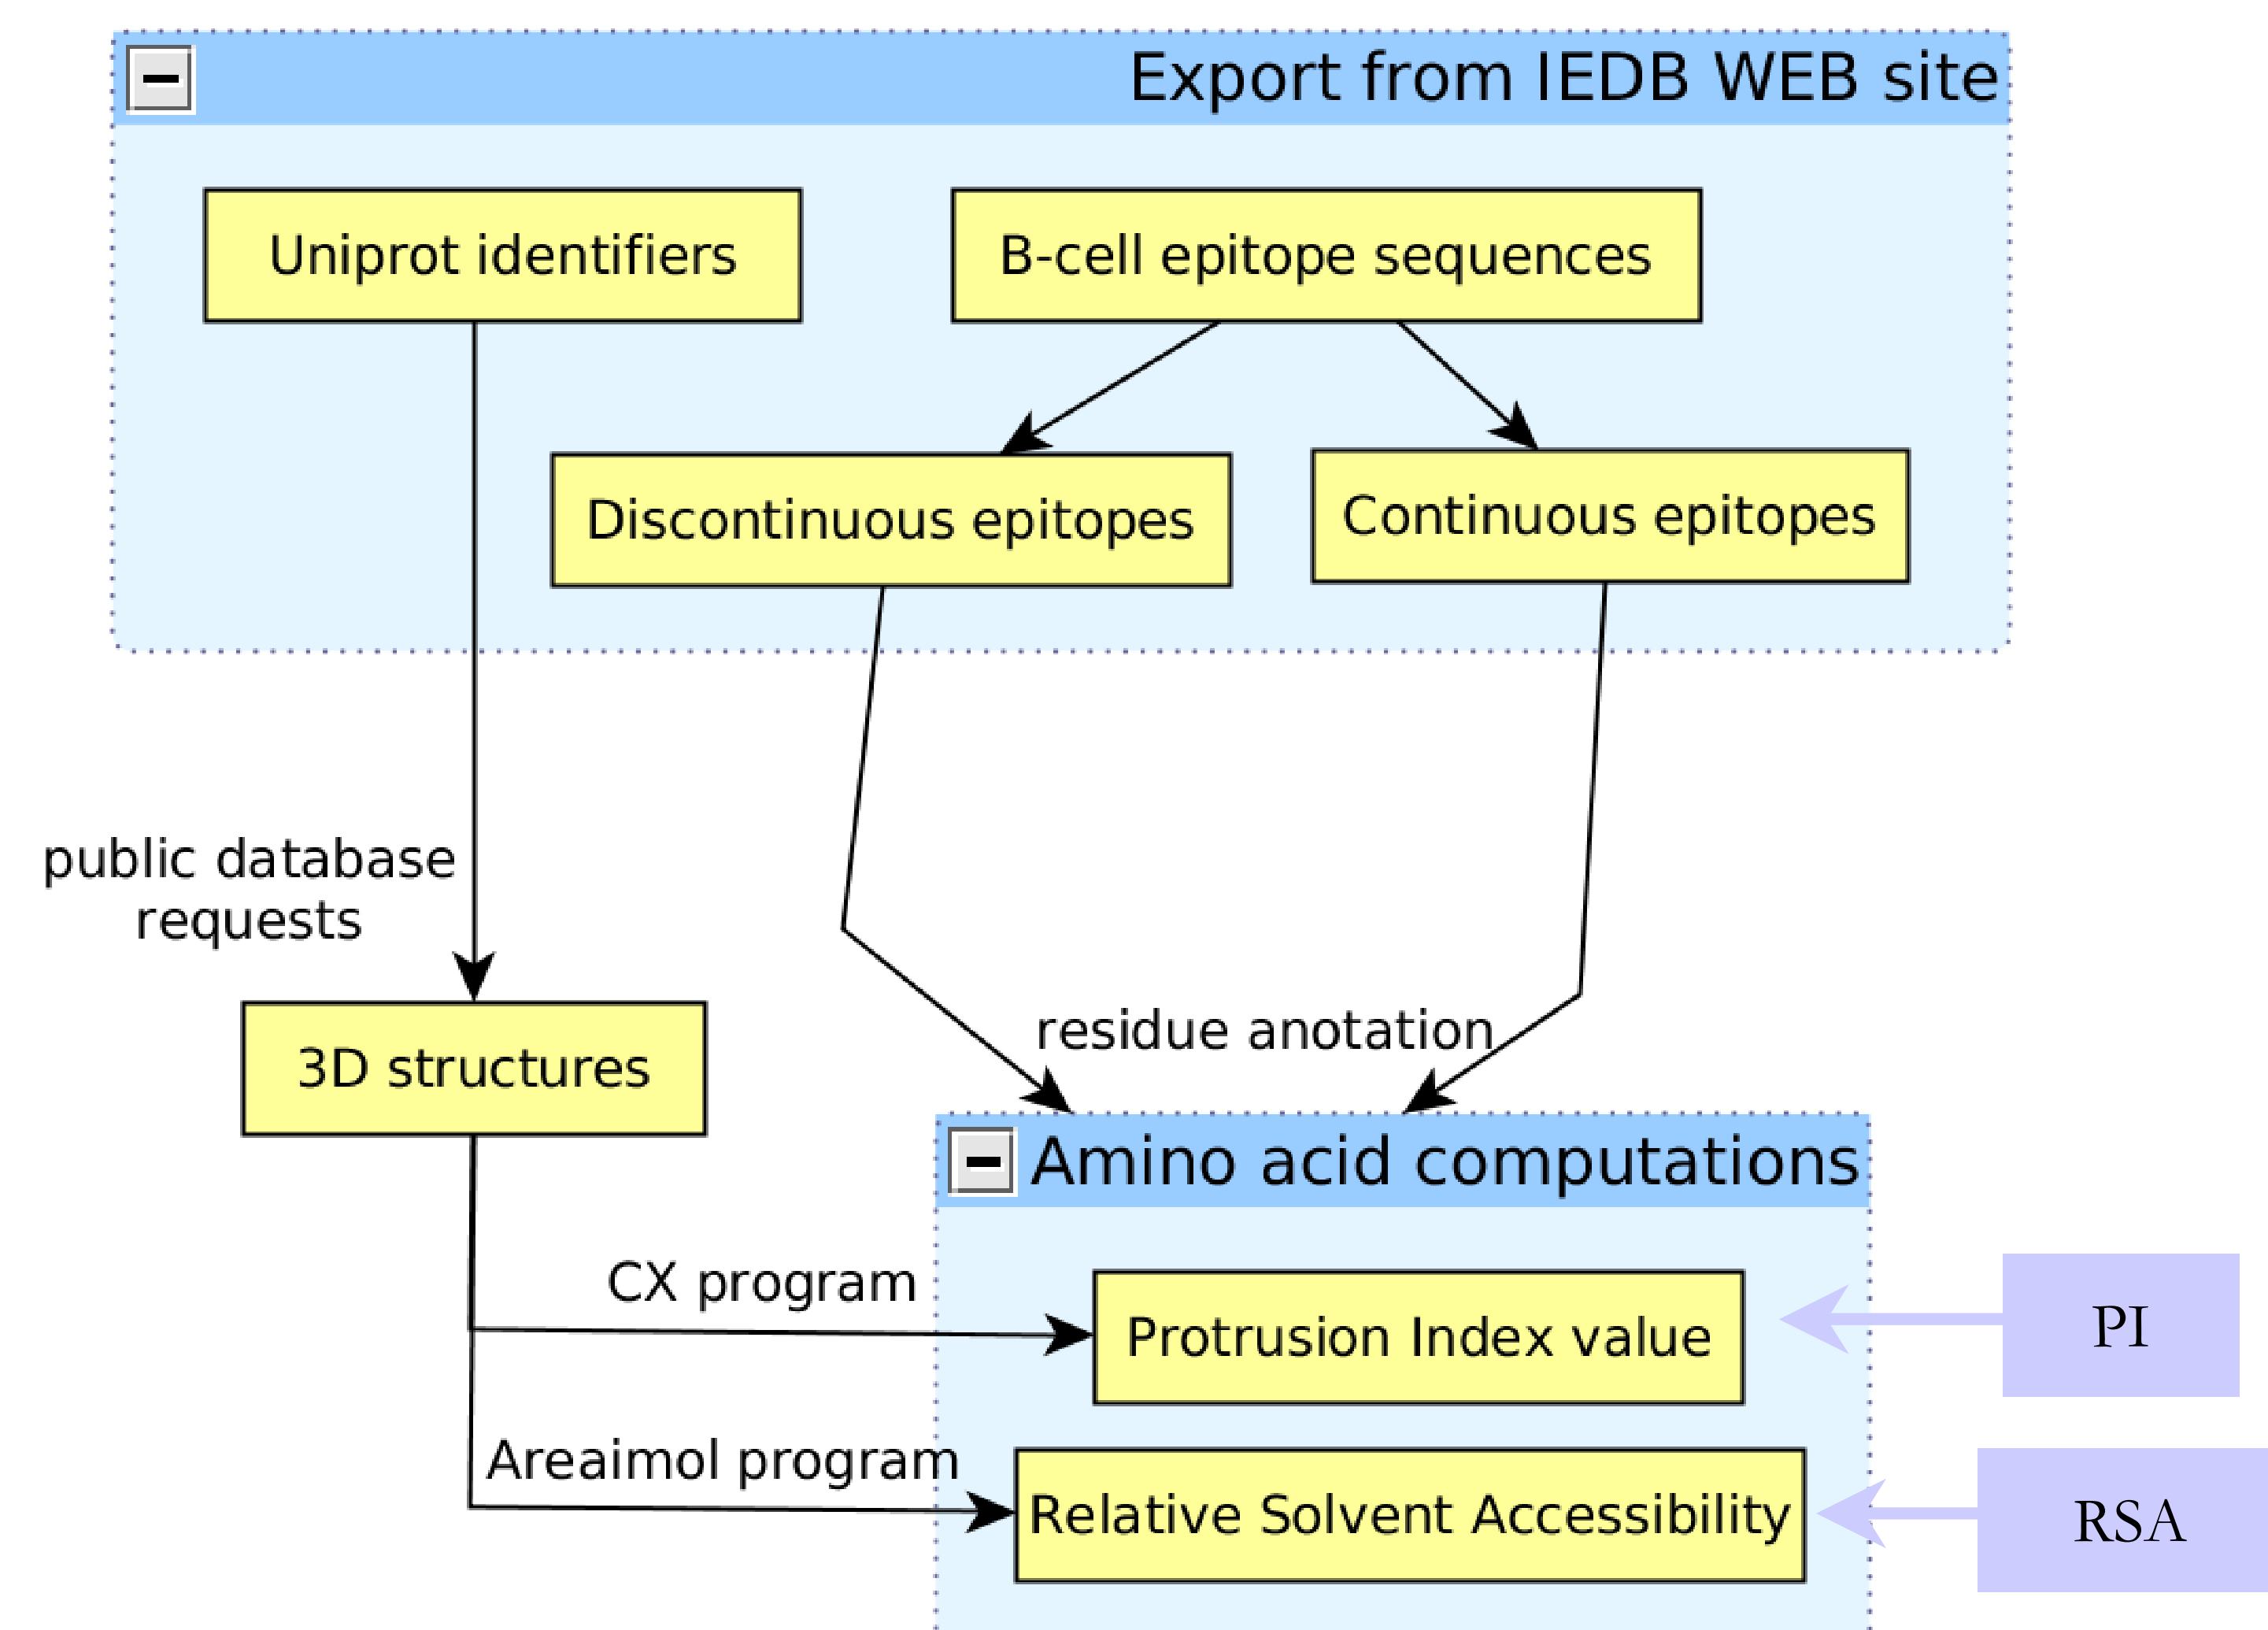 Export from IEDB WEB site
Uniprot identifiers
B-cell epitope sequences
Discontinuous epitopes
Continuous epitopes
public database
requests
residue anotation
3D structures
Amino acid computations
CX program
Protrusion Index value
PI
Areaimol program
Relative Solvent Accessibility
RSA